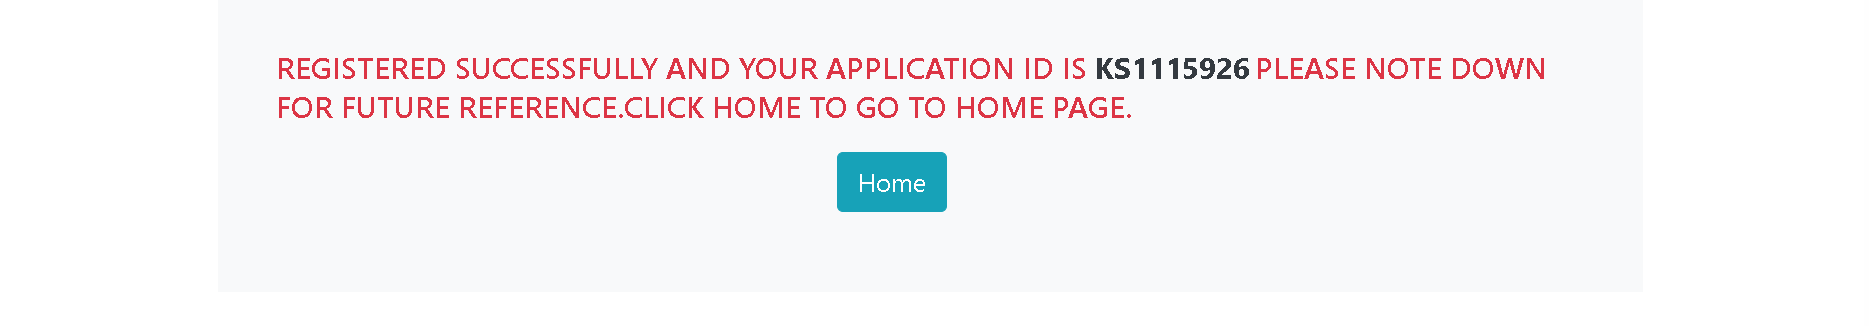 REGISTERED SUCCESSFULLY AND YOUR APPLICATION ID IS KS1115926 PLEASE NOTE DOWN
FOR FUTURE REFERENCE.CLICK HOME TO GO TO HOME PAGE.
Home